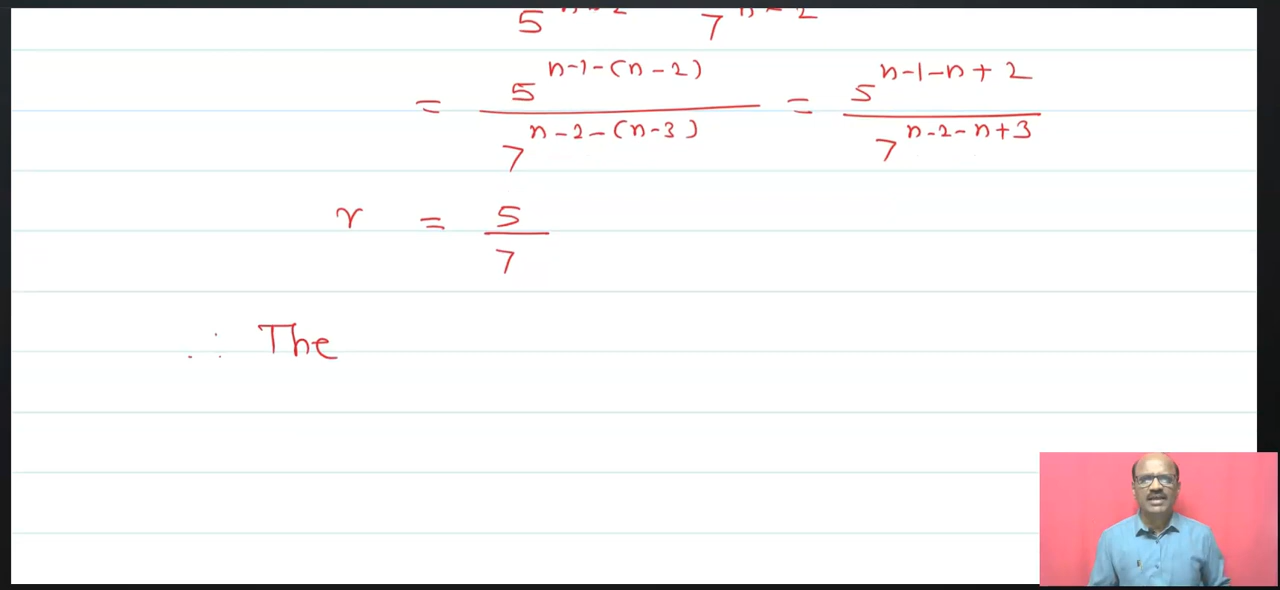 5^{n-1-(n-2)} / 7^{n-2-(n-3)} = 5^{n-1-n+2} / 7^{n-2-n+3}
r = 5/7
∴ The